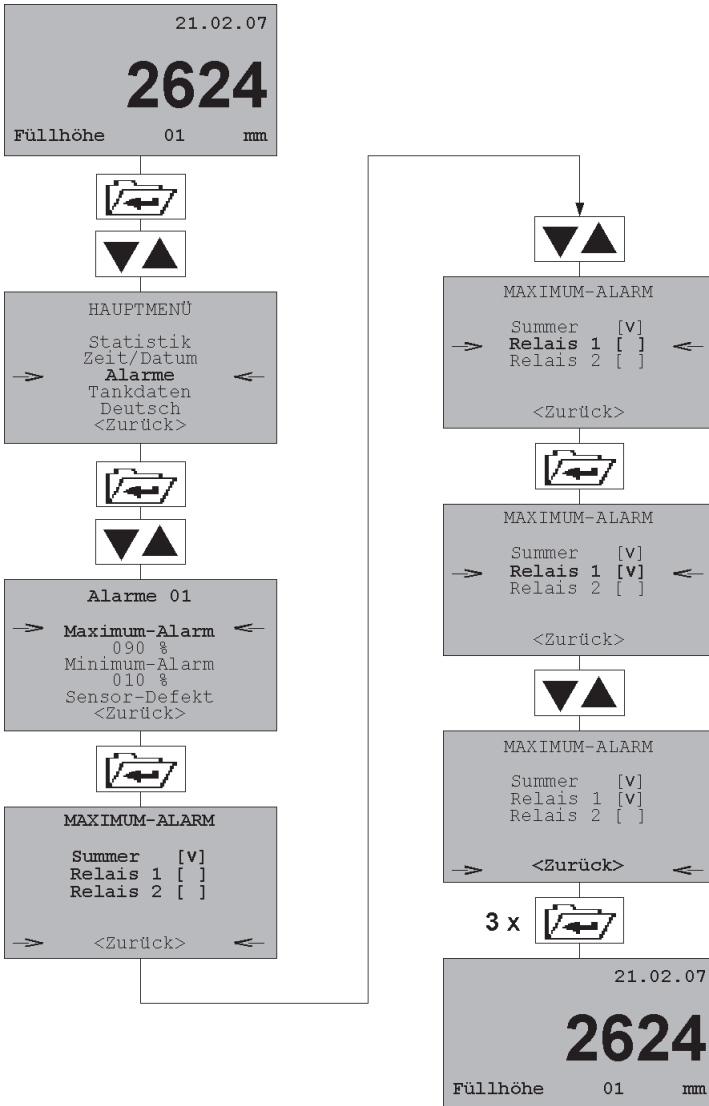 21.02.07
2624
Füllhöhe 01 mm
HAUPTMENÜ
Statistik
Zeit/Datum
Alarme
Tankdaten
Deutsch
<Zurück>
Alarme 01
Maximum-Alarm
090 %
Minimum-Alarm
010 %
Sensor-Defekt
<Zurück>
MAXIMUM-ALARM
Summer [V]
Relais 1 [ ]
Relais 2 [ ]
<Zurück>
MAXIMUM-ALARM
Summer [V]
Relais 1 [ ]
Relais 2 [ ]
<Zurück>
MAXIMUM-ALARM
Summer [V]
Relais 1 [V]
Relais 2 [ ]
<Zurück>
MAXIMUM-ALARM
Summer [V]
Relais 1 [V]
Relais 2 [ ]
<Zurück>
3 x
21.02.07
2624
Füllhöhe 01 mm